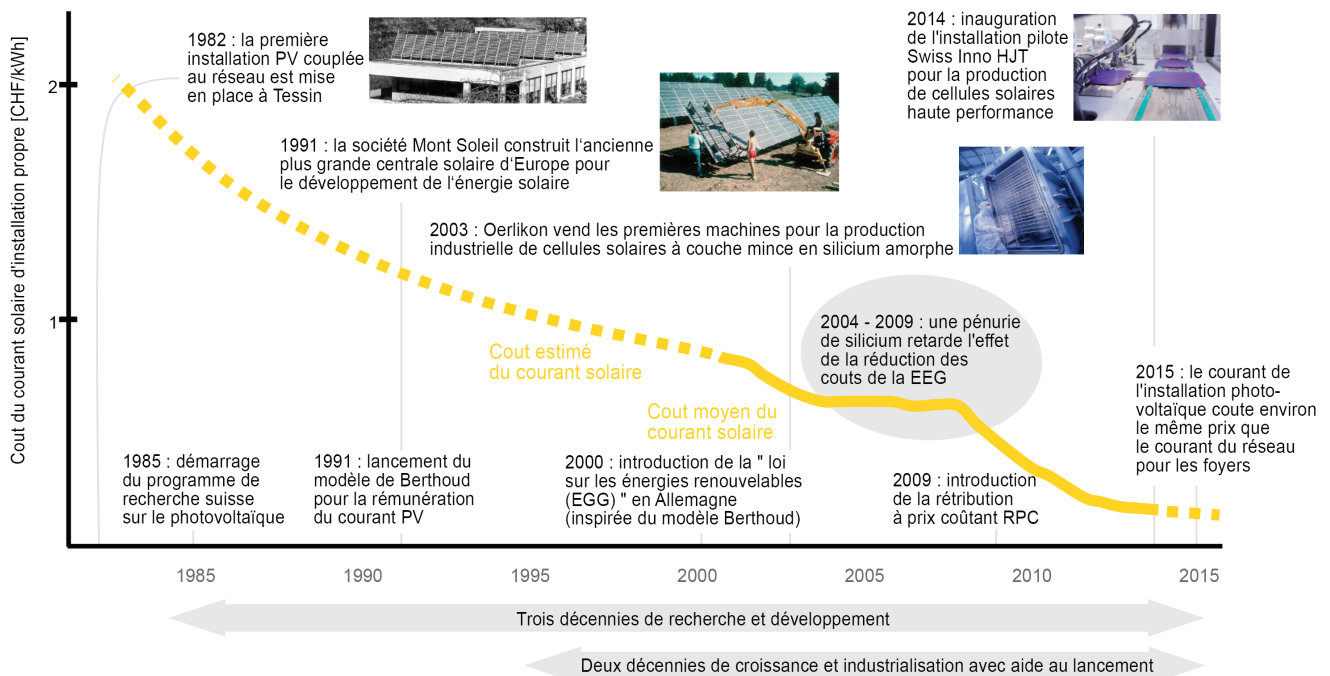 Cout du courant solaire d'installation propre [CHF/kWh]
2
1
1982 : la première
installation PV couplée
au réseau est mise
en place à Tessin
1991 : la société Mont Soleil construit l'ancienne
plus grande centrale solaire d'Europe pour
le développement de l'énergie solaire
2014 : inauguration
de l'installation pilote
Swiss Inno HJT
pour la production
de cellules solaires
haute performance
2003 : Oerlikon vend les premières machines pour la production
industrielle de cellules solaires à couche mince en silicium amorphe
2004 - 2009 : une pénurie
de silicium retarde l'effet
de la réduction des
couts de la EEG
Cout estimé
du courant solaire
Cout moyen du
courant solaire
2015 : le courant de
l'installation photo-
voltaïque coute environ
le même prix que
le courant du réseau
pour les foyers
1985 : démarrage
du programme de
recherche suisse
sur le photovoltaïque
1991 : lancement du
modèle de Berthoud
pour la rémunération
du courant PV
2000 : introduction de la " loi
sur les énergies renouvelables
(EGG) " en Allemagne
(inspirée du modèle Berthoud)
2009 : introduction
de la rétribution
à prix coûtant RPC
1985
1990
1995
2000
2005
2010
2015
Trois décennies de recherche et développement
Deux décennies de croissance et industrialisation avec aide au lancement